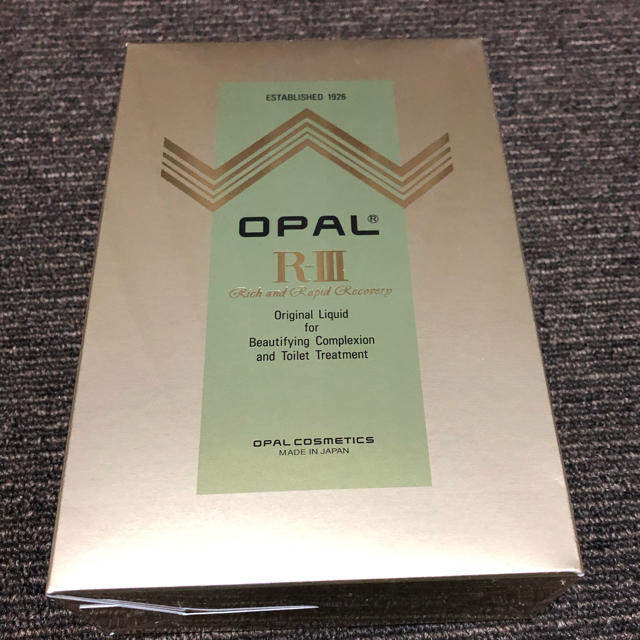 ESTABLISHED 1926
OPAL®
R-III
Rich and Rapid Recovery
Original Liquid
for
Beautifying Complexion
and Toilet Treatment
OPAL COSMETICS
MADE IN JAPAN